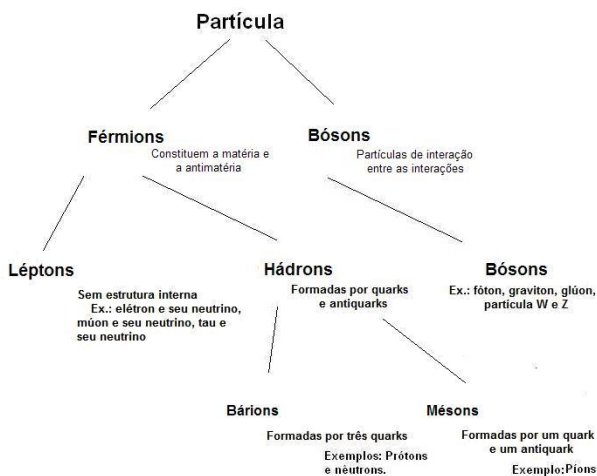 Partícula
Férmions
Constituem a matéria e
a antimatéria
Bósons
Partículas de interação
entre as interações
Léptons
Sem estrutura interna
Ex.: elétron e seu neutrino,
múon e seu neutrino, tau e
seu neutrino
Hádrons
Formadas por quarks
e antiquarks
Bósons
Ex.: fóton, graviton, glúon,
partícula W e Z
Bárions
Formadas por três quarks
Exemplos: Prótons
e nêutrons.
Mésons
Formadas por um quark
e um antiquark
Exemplo:Píons